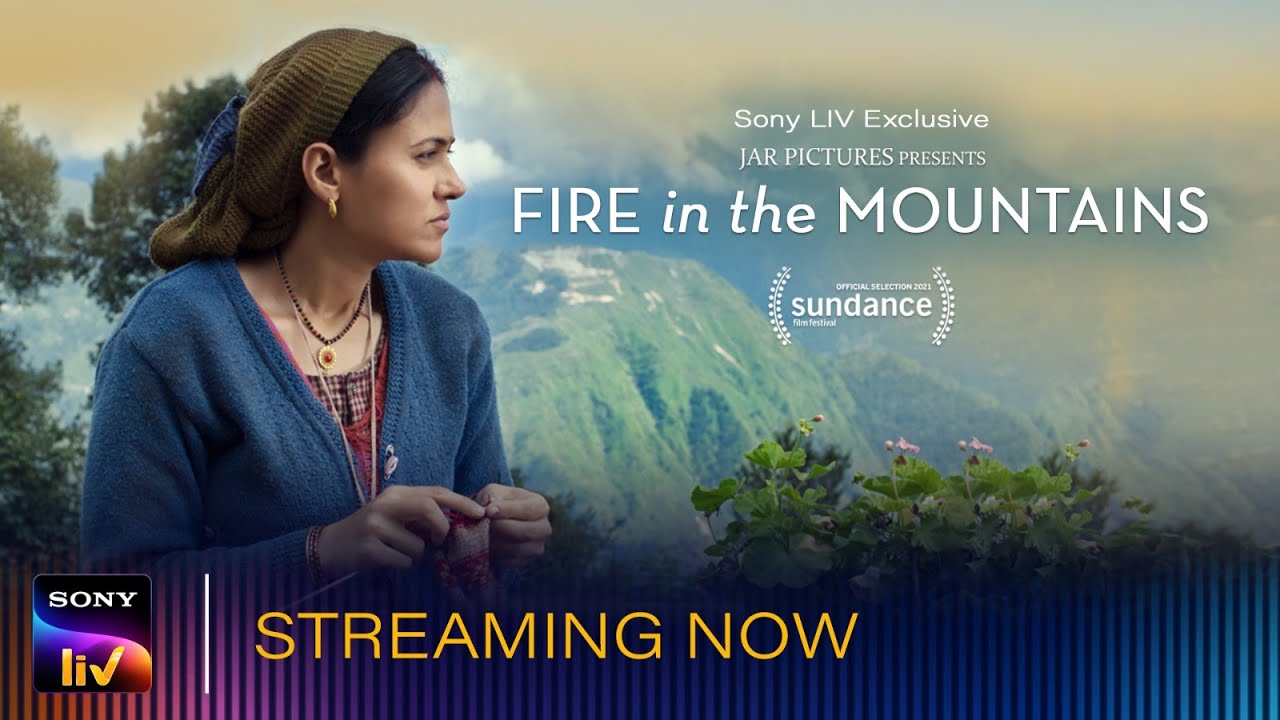 Sony LIV Exclusive
JAR PICTURES PRESENTS
FIRE in the MOUNTAINS
OFFICIAL SELECTION 2021
sundance
film festival
SONY
liv
STREAMING NOW